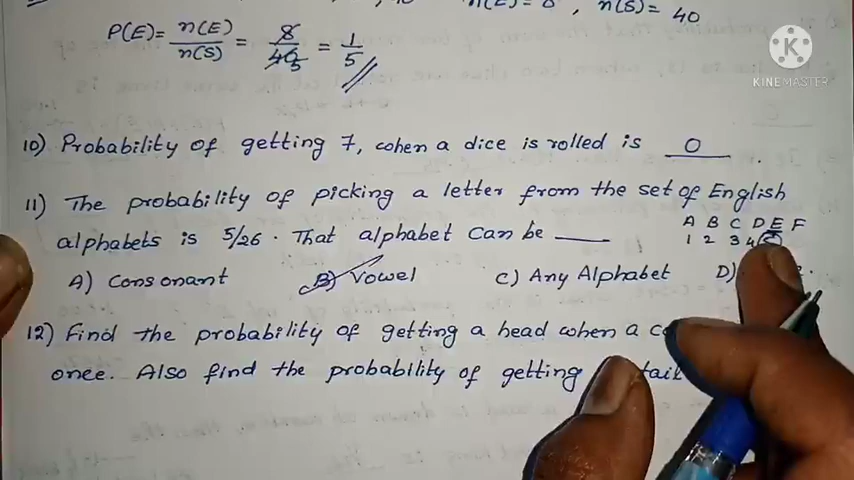 n(S)= 40
P(E)= n(E)/n(S) = 8/40 5 = 1/5
K
KINEMASTER
10) Probability of getting 7, when a dice is rolled is 0 .
11) The probability of picking a letter from the set of English
alphabets is 5/26. That alphabet can be ____
A B C D E F
1 2 3 4 5
A) Consonant B) Vowel C) Any Alphabet D)
12) Find the probability of getting a head when a
once. Also find the probability of getting tail